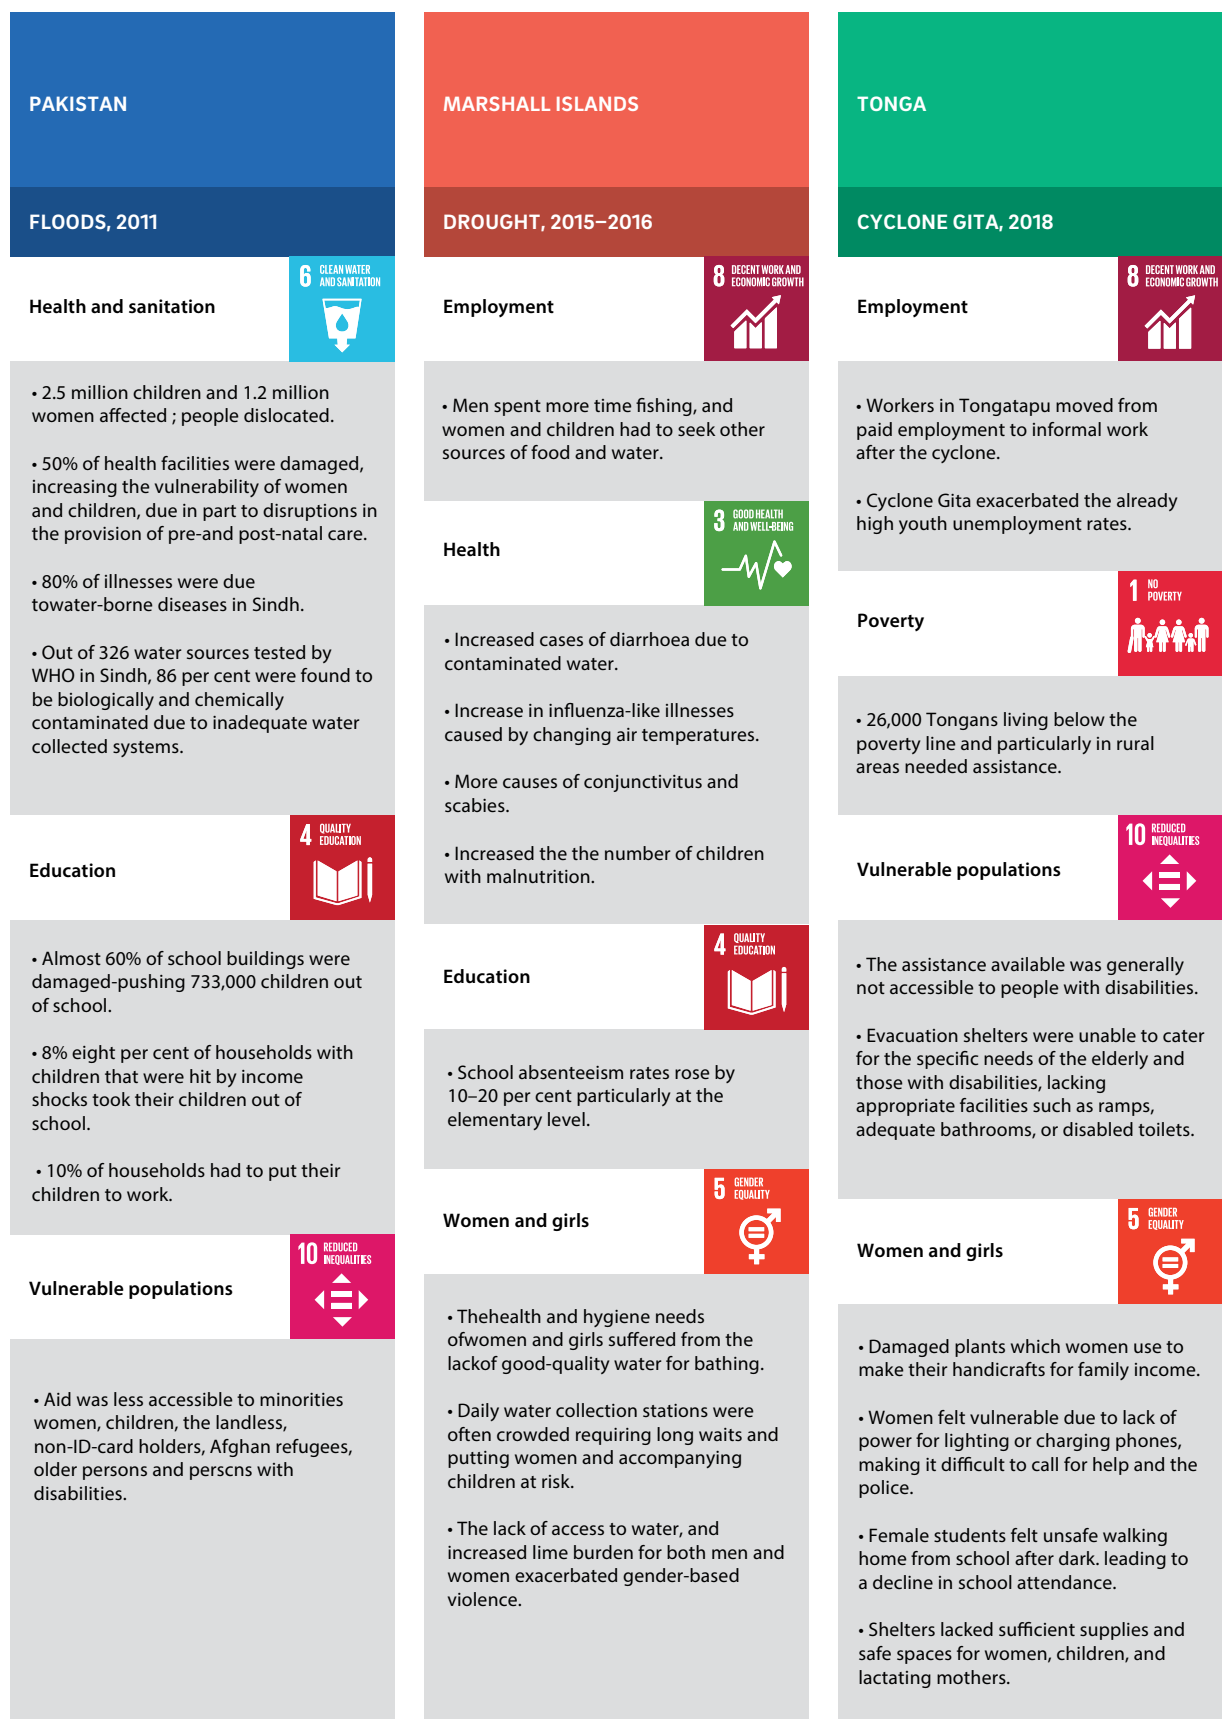 PAKISTAN
FLOODS, 2011
Health and sanitation
6 CLEAN WATER
AND SANITATION
• 2.5 million children and 1.2 million
women affected ; people dislocated.
• 50% of health facilities were damaged,
increasing the vulnerability of women
and children, due in part to disruptions in
the provision of pre-and post-natal care.
• 80% of illnesses were due
towater-borne diseases in Sindh.
• Out of 326 water sources tested by
WHO in Sindh, 86 per cent were found to
be biologically and chemically
contaminated due to inadequate water
collected systems.
Education
4 QUALITY
EDUCATION
• Almost 60% of school buildings were
damaged-pushing 733,000 children out
of school.
• 8% eight per cent of households with
children that were hit by income
shocks took their children out of
school.
• 10% of households had to put their
children to work.
Vulnerable populations
10 REDUCED
INEQUALITIES
• Aid was less accessible to minorities
women, children, the landless,
non-ID-card holders, Afghan refugees,
older persons and perscns with
disabilities.
MARSHALL ISLANDS
DROUGHT, 2015–2016
Employment
8 DECENT WORK AND
ECONOMIC GROWTH
• Men spent more time fishing, and
women and children had to seek other
sources of food and water.
Health
3 GOOD HEALTH
AND WELL-BEING
• Increased cases of diarrhoea due to
contaminated water.
• Increase in influenza-like illnesses
caused by changing air temperatures.
• More causes of conjunctivitus and
scabies.
• Increased the the number of children
with malnutrition.
Education
4 QUALITY
EDUCATION
• School absenteeism rates rose by
10–20 per cent particularly at the
elementary level.
Women and girls
5 GENDER
EQUALITY
• Thehealth and hygiene needs
ofwomen and girls suffered from the
lackof good-quality water for bathing.
• Daily water collection stations were
often crowded requiring long waits and
putting women and accompanying
children at risk.
• The lack of access to water, and
increased lime burden for both men and
women exacerbated gender-based
violence.
TONGA
CYCLONE GITA, 2018
Employment
8 DECENT WORK AND
ECONOMIC GROWTH
• Workers in Tongatapu moved from
paid employment to informal work
after the cyclone.
• Cyclone Gita exacerbated the already
high youth unemployment rates.
Poverty
1 NO
POVERTY
• 26,000 Tongans living below the
poverty line and particularly in rural
areas needed assistance.
Vulnerable populations
10 REDUCED
INEQUALITIES
• The assistance available was generally
not accessible to people with disabilities.
• Evacuation shelters were unable to cater
for the specific needs of the elderly and
those with disabilities, lacking
appropriate facilities such as ramps,
adequate bathrooms, or disabled toilets.
Women and girls
5 GENDER
EQUALITY
• Damaged plants which women use to
make their handicrafts for family income.
• Women felt vulnerable due to lack of
power for lighting or charging phones,
making it difficult to call for help and the
police.
• Female students felt unsafe walking
home from school after dark. leading to
a decline in school attendance.
• Shelters lacked sufficient supplies and
safe spaces for women, children, and
lactating mothers.